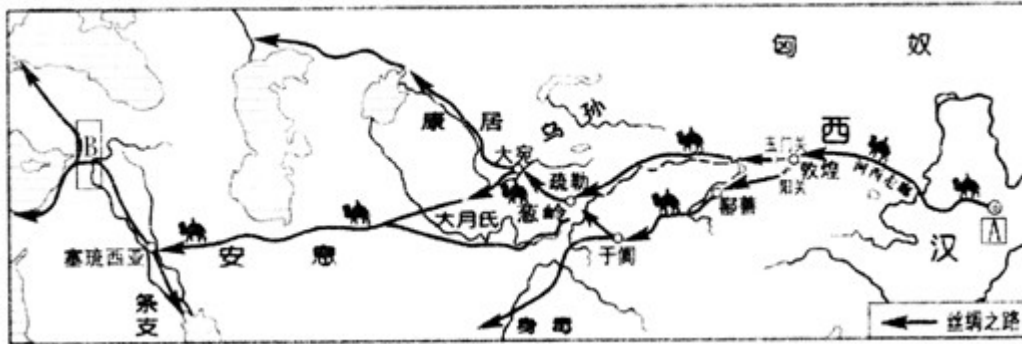 匈 奴
康 居
乌 孙
西
大宛
玉门关
敦煌
河西走廊
疏勒
阳关
葱岭
大月氏
鄯善
A
B
塞琉西亚
安 息
于阗
汉
条支
身毒
丝绸之路